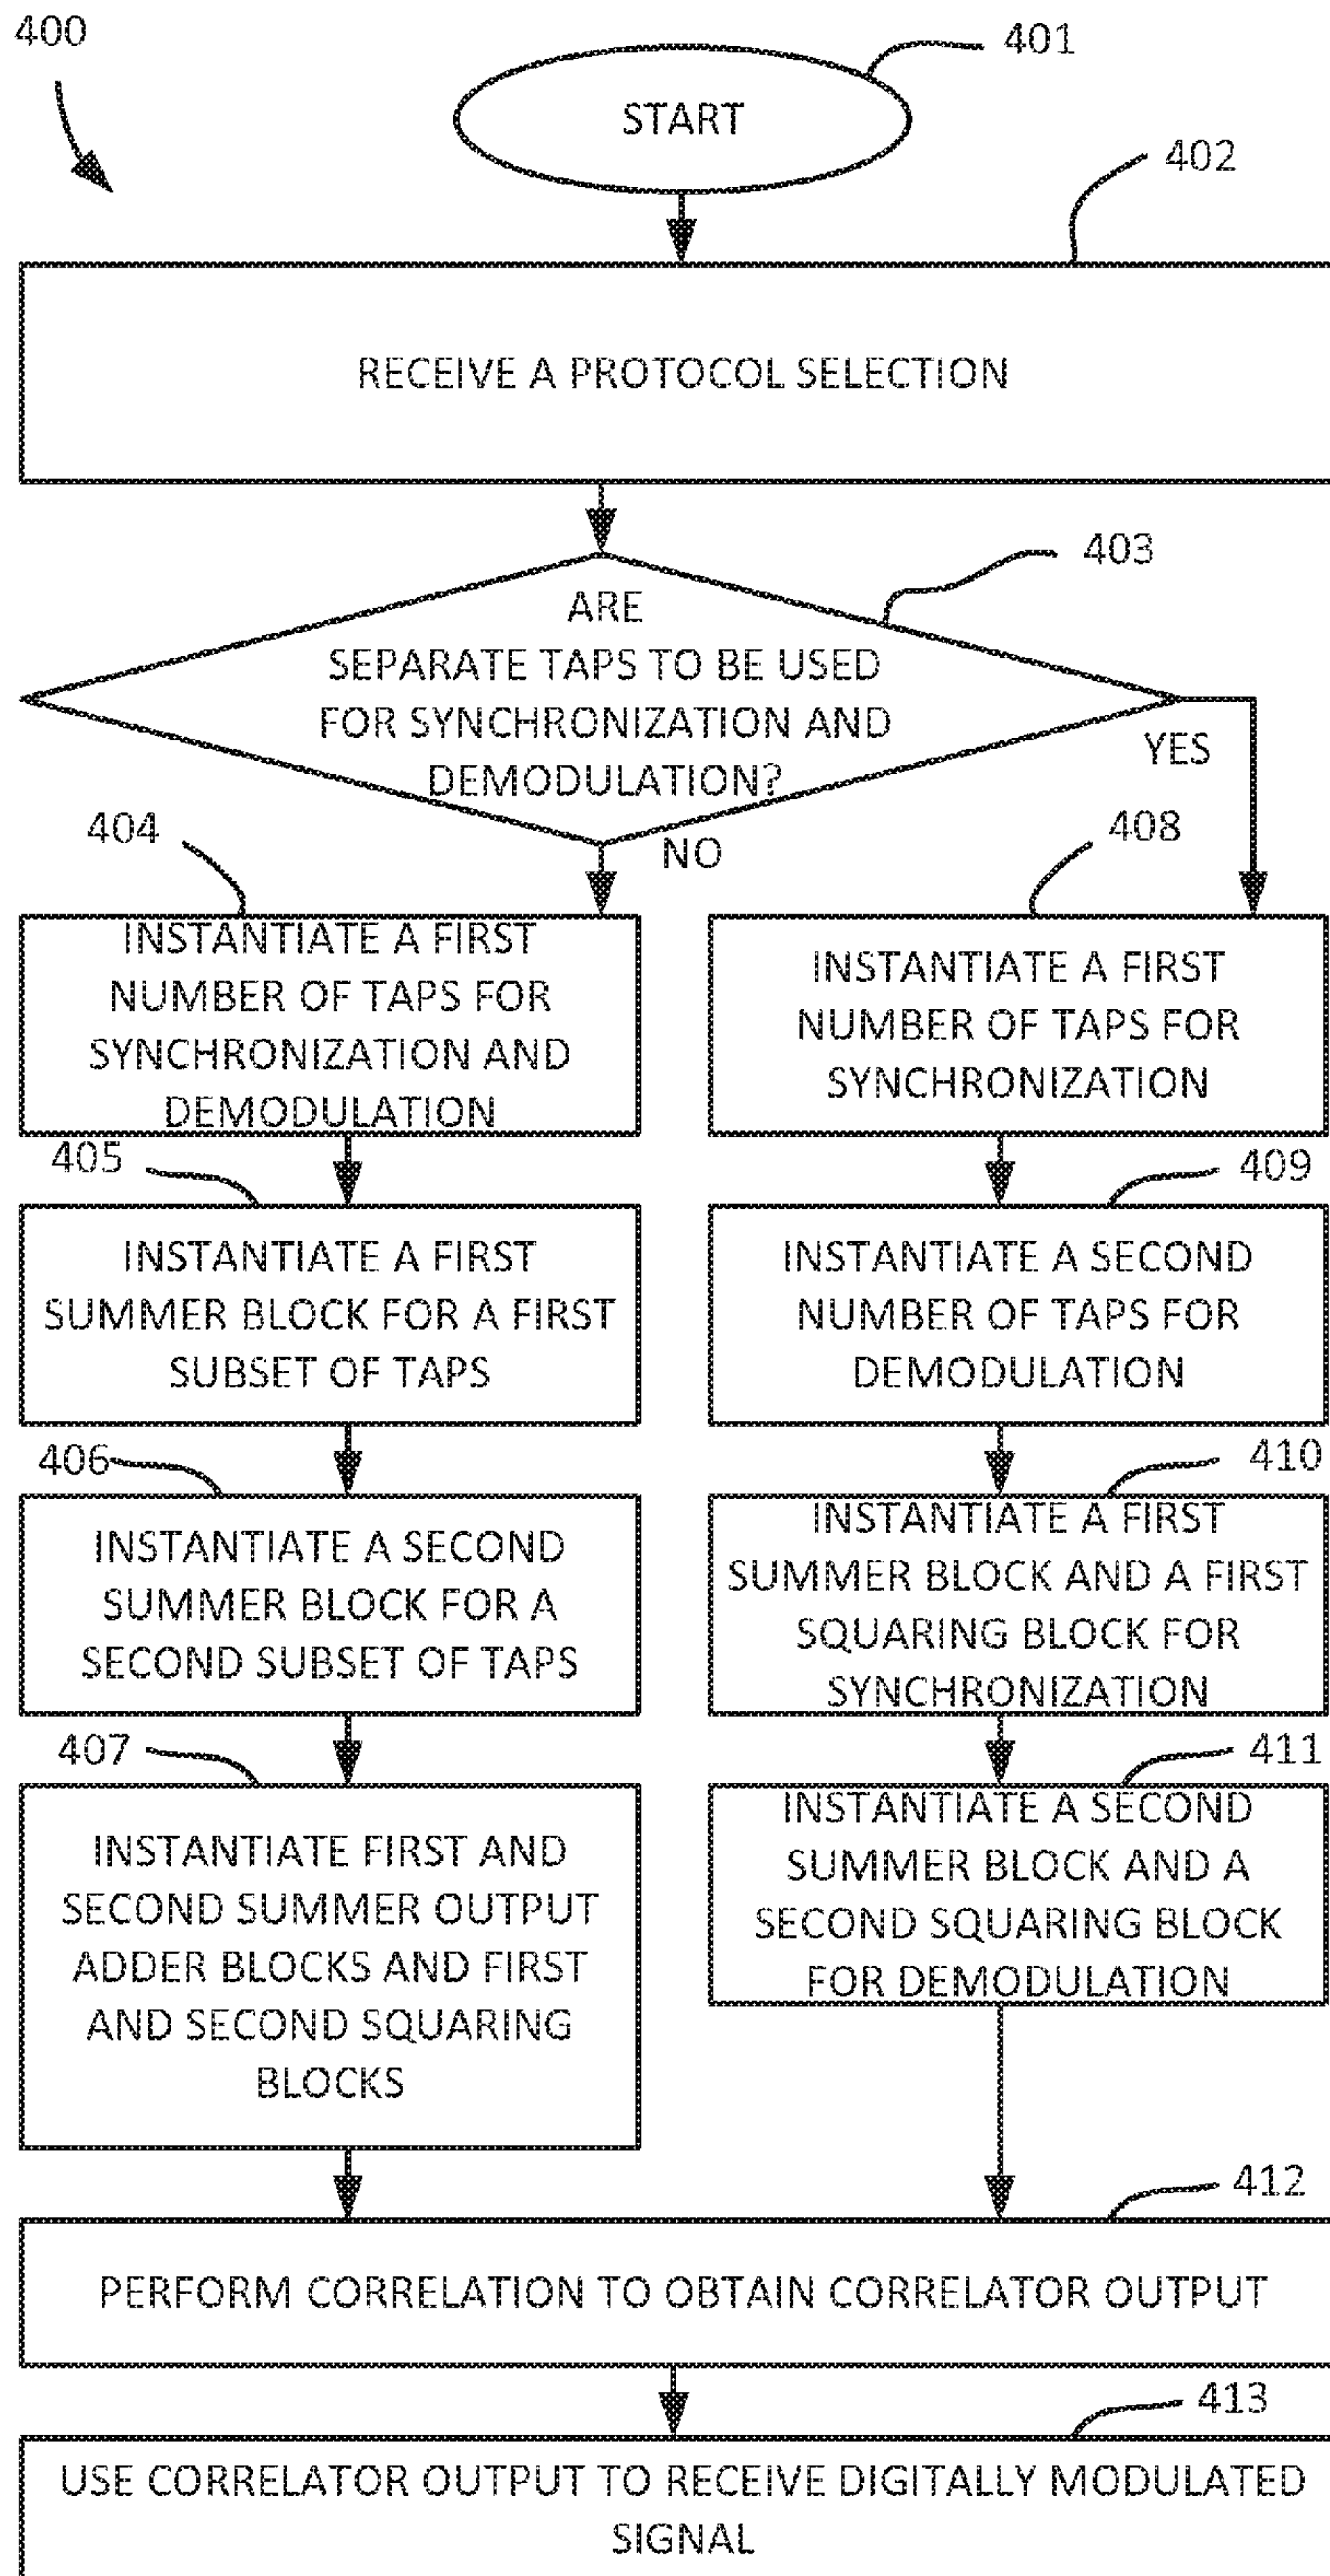 400
401
START
402
RECEIVE A PROTOCOL SELECTION
403
ARE
SEPARATE TAPS TO BE USED
FOR SYNCHRONIZATION AND
DEMODULATION?
YES
NO
404
INSTANTIATE A FIRST
NUMBER OF TAPS FOR
SYNCHRONIZATION AND
DEMODULATION
405
INSTANTIATE A FIRST
SUMMER BLOCK FOR A FIRST
SUBSET OF TAPS
406
INSTANTIATE A SECOND
SUMMER BLOCK FOR A
SECOND SUBSET OF TAPS
407
INSTANTIATE FIRST AND
SECOND SUMMER OUTPUT
ADDER BLOCKS AND FIRST
AND SECOND SQUARING
BLOCKS
408
INSTANTIATE A FIRST
NUMBER OF TAPS FOR
SYNCHRONIZATION
409
INSTANTIATE A SECOND
NUMBER OF TAPS FOR
DEMODULATION
410
INSTANTIATE A FIRST
SUMMER BLOCK AND A FIRST
SQUARING BLOCK FOR
SYNCHRONIZATION
411
INSTANTIATE A SECOND
SUMMER BLOCK AND A
SECOND SQUARING BLOCK
FOR DEMODULATION
412
PERFORM CORRELATION TO OBTAIN CORRELATOR OUTPUT
413
USE CORRELATOR OUTPUT TO RECEIVE DIGITALLY MODULATED
SIGNAL